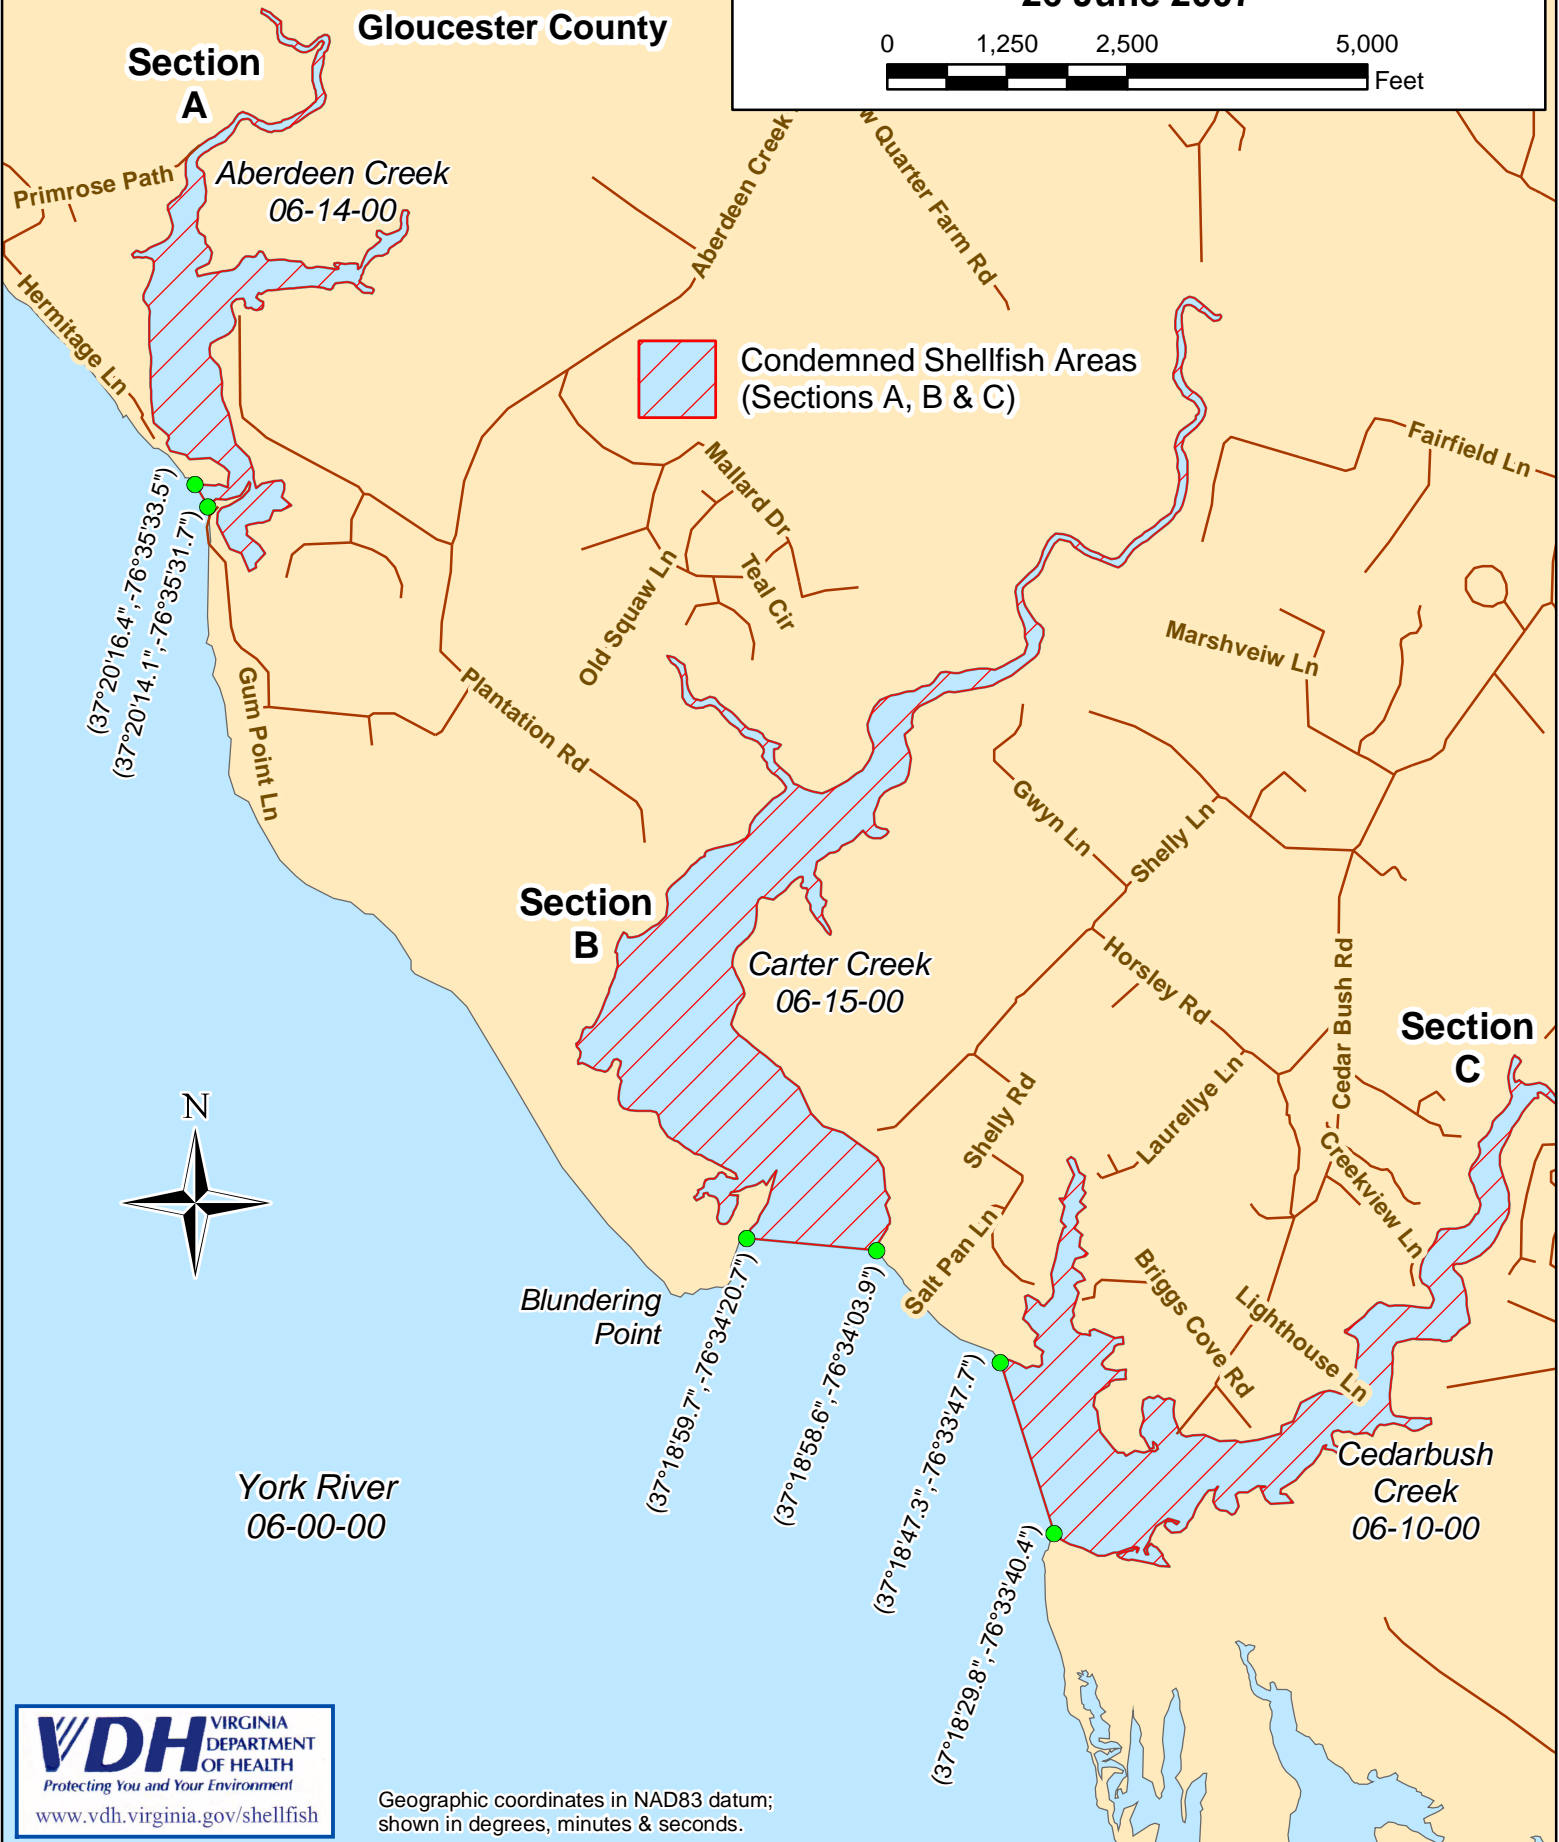 Gloucester County
0 1,250 2,500 5,000
Feet
Section
A
Aberdeen Creek
06-14-00
Primrose Path
Hermitage Ln
Aberdeen Creek
Quarter Farm Rd
Condemned Shellfish Areas
(Sections A, B & C)
Fairfield Ln
Mallard Dr
Teal Cir
Old Squaw Ln
(37°20'16.4",-76°35'33.5")
(37°20'14.1",-76°35'31.7")
Gum Point Ln
Plantation Rd
Marshveiw Ln
Gwyn Ln
Shelly Ln
Section
B
Carter Creek
06-15-00
Horsley Rd
Cedar Bush Rd
Section
C
Shelly Rd
Laurellye Ln
Creekview Ln
Salt Pan Ln
Briggs Cove Rd
Lighthouse Ln
N
Blundering
Point
(37°18'59.7",-76°34'20.7")
(37°18'58.6",-76°34'03.9")
(37°18'47.3",-76°33'47.7")
(37°18'29.8",-76°33'40.4")
Cedarbush
Creek
06-10-00
York River
06-00-00
VDH VIRGINIA
DEPARTMENT
OF HEALTH
Protecting You and Your Environment
www.vdh.virginia.gov/shellfish
Geographic coordinates in NAD83 datum;
shown in degrees, minutes & seconds.